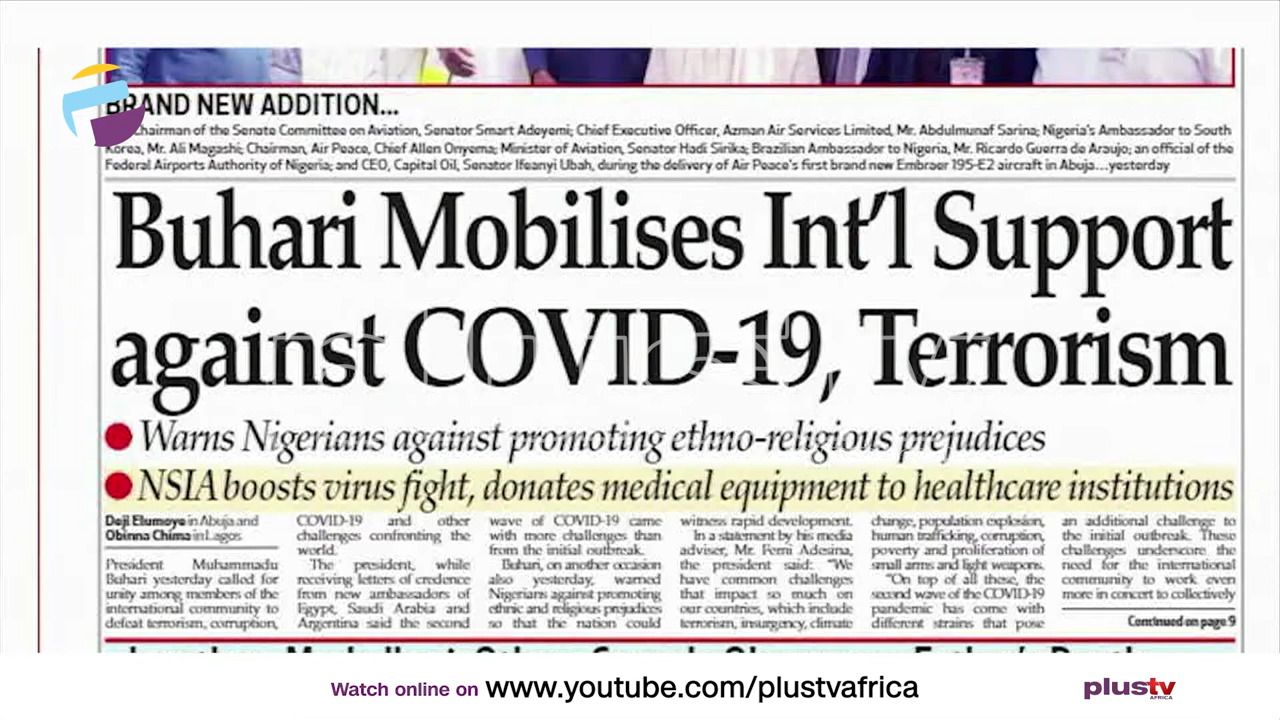 BRAND NEW ADDITION...
Chairman of the Senate Committee on Aviation, Senator Smart Adeyemi; Chief Executive Officer, Azman Air Services Limited, Mr. Abdulmunaf Sarina; Nigeria's Ambassador to South
Korea, Mr. Ali Magashi; Chairman, Air Peace, Chief Allen Onyema; Minister of Aviation, Senator Hadi Sirika; Brazilian Ambassador to Nigeria, Mr. Ricardo Guerra de Araujo; an official of the
Federal Airports Authority of Nigeria; and CEO, Capital Oil, Senator Ifeanyi Ubah, during the delivery of Air Peace's first brand new Embraer 195-E2 aircraft in Abuja...yesterday
Buhari Mobilises Int'l Support
against COVID-19, Terrorism
Warns Nigerians against promoting ethno-religious prejudices
NSIA boosts virus fight, donates medical equipment to healthcare institutions
Deji Elumoye in Abuja and
Obinna Chima in Lagos
President Muhammadu
Buhari yesterday called for
unity among members of the
international community to
defeat terrorism, corruption,
COVID-19 and other
challenges confronting the
world.
The president, while
receiving letters of credence
from new ambassadors of
Egypt, Saudi Arabia and
Argentina said the second
wave of COVID-19 came
with more challenges than
from the initial outbreak.
Buhari, on another occasion
also yesterday, warned
Nigerians against promoting
ethnic and religious prejudices
so that the nation could
witness rapid development.
In a statement by his media
adviser, Mr. Femi Adesina,
the president said: "We
have common challenges
that impact so much on
our countries, which include
terrorism, insurgency, climate
change, population explosion,
human trafficking, corruption,
poverty and proliferation of
small arms and light weapons.
"On top of all these, the
second wave of the COVID-19
pandemic has come with
different strains that pose
an additional challenge to
the initial outbreak. These
challenges underscore the
need for the international
community to work even
more in concert to collectively
Continued on page 9
Watch online on www.youtube.com/plustvafrica
plustv
AFRICA